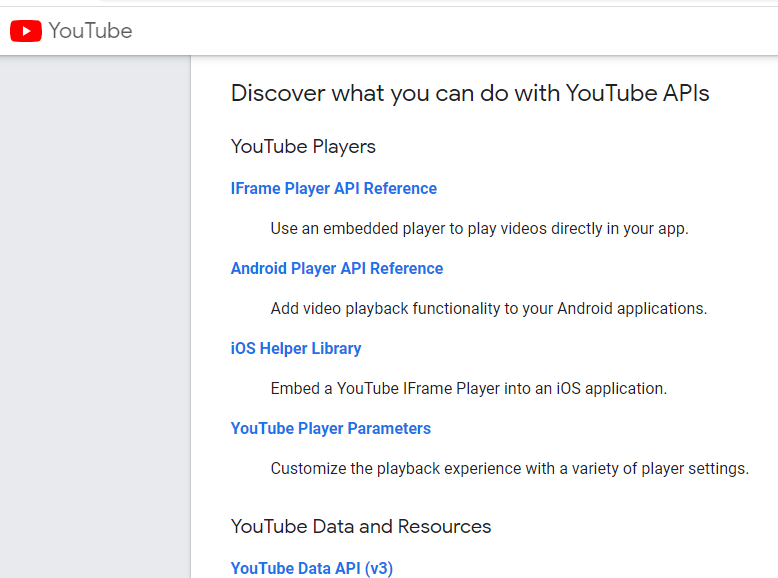 YouTube
Discover what you can do with YouTube APIs
YouTube Players
IFrame Player API Reference
Use an embedded player to play videos directly in your app.
Android Player API Reference
Add video playback functionality to your Android applications.
iOS Helper Library
Embed a YouTube IFrame Player into an iOS application.
YouTube Player Parameters
Customize the playback experience with a variety of player settings.
YouTube Data and Resources
YouTube Data API (v3)